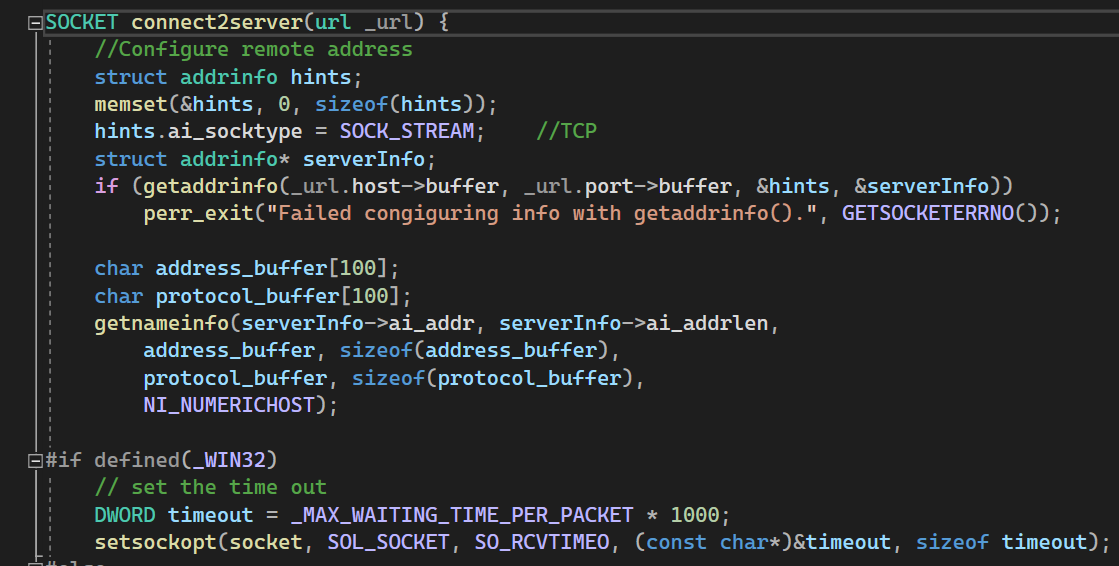 SOCKET connect2server(url _url) {
//Configure remote address
struct addrinfo hints;
memset(&hints, 0, sizeof(hints));
hints.ai_socktype = SOCK_STREAM;    //TCP
struct addrinfo* serverInfo;
if (getaddrinfo(_url.host->buffer, _url.port->buffer, &hints, &serverInfo))
perr_exit("Failed congiguring info with getaddrinfo().", GETSOCKETERRNO());
char address_buffer[100];
char protocol_buffer[100];
getnameinfo(serverInfo->ai_addr, serverInfo->ai_addrlen,
address_buffer, sizeof(address_buffer),
protocol_buffer, sizeof(protocol_buffer),
NI_NUMERICHOST);
#if defined(_WIN32)
// set the time out
DWORD timeout = _MAX_WAITING_TIME_PER_PACKET * 1000;
setsockopt(socket, SOL_SOCKET, SO_RCVTIMEO, (const char*)&timeout, sizeof timeout);